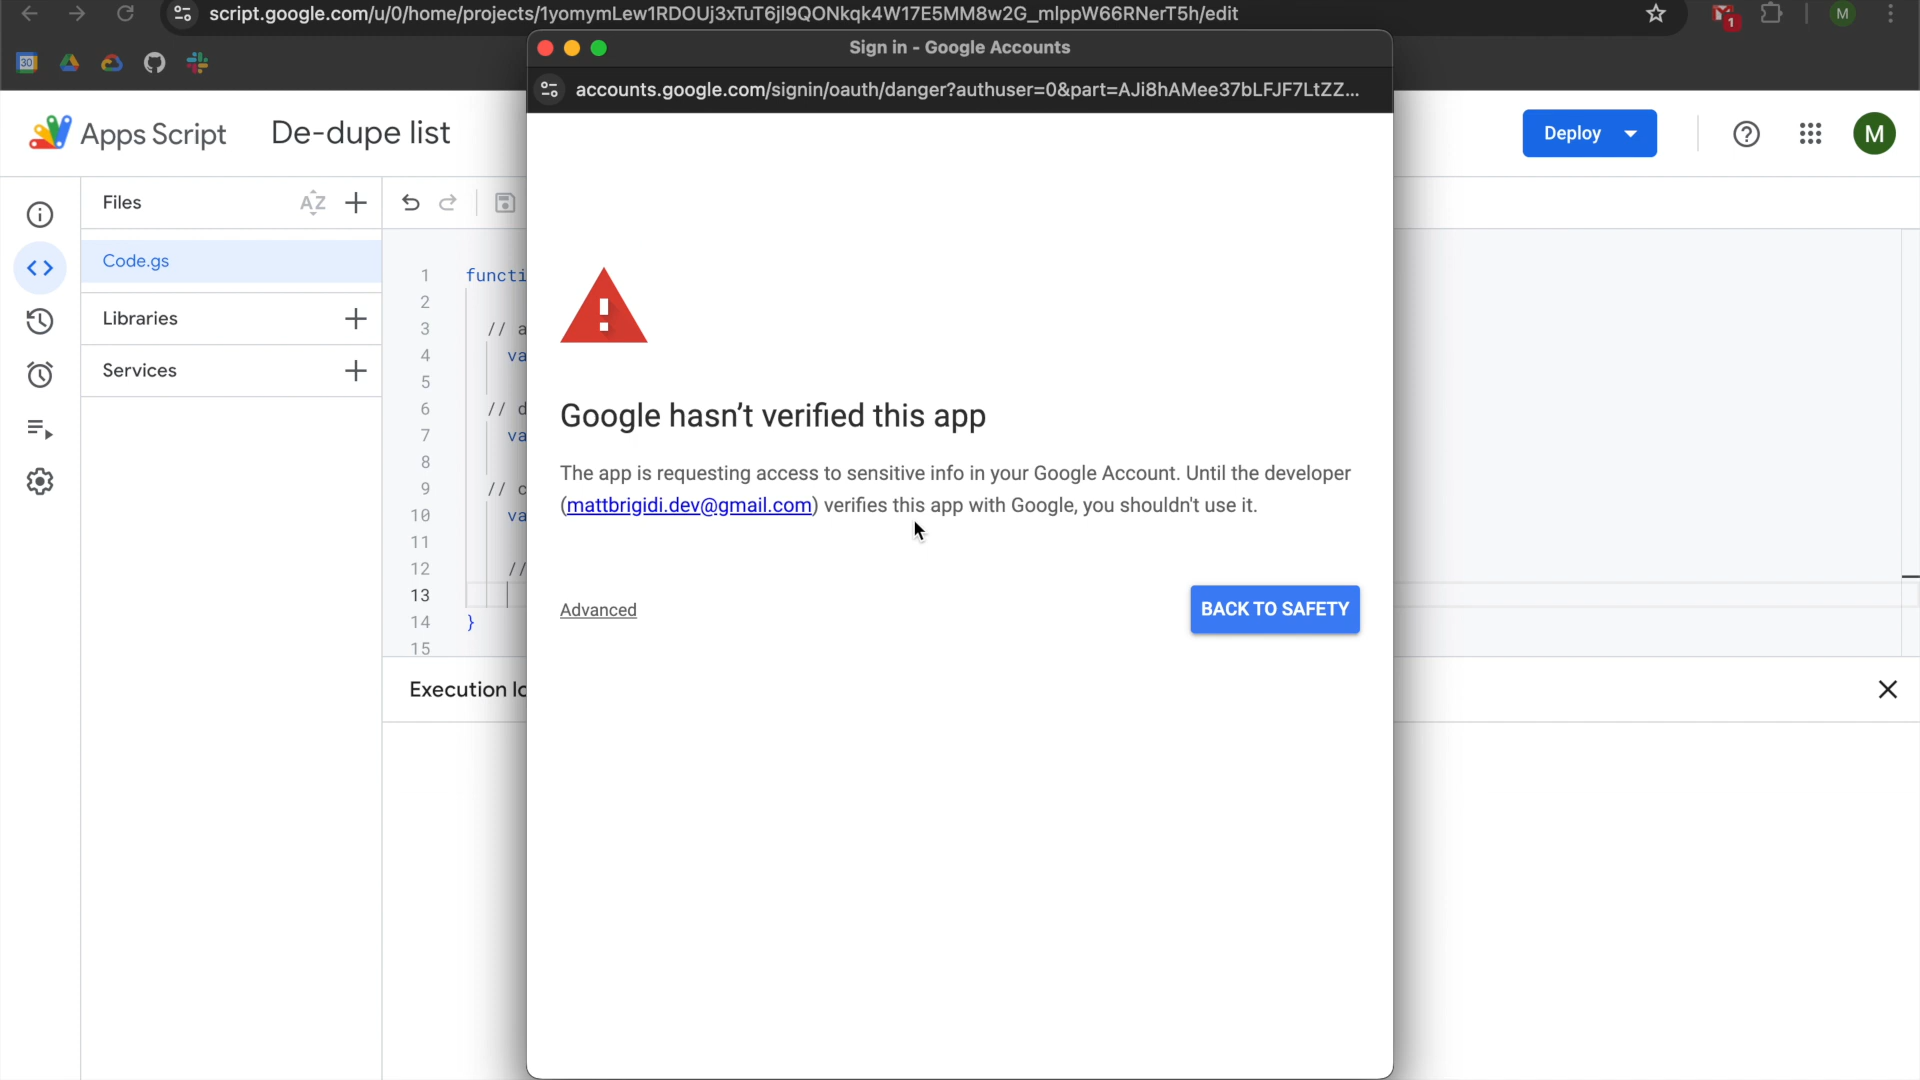 script.google.com/u/0/home/projects/1yomymLew1RDOUj3xTuT6jl9QONkqk4W17E5MM8w2G_mlppW66RNerT5h/edit
1
M
30
Sign in - Google Accounts
accounts.google.com/signin/oauth/danger?authuser=0&part=AJi8hAMee37bLFJF7LtZZ...
Apps Script
De-dupe list
Deploy
M
Files
AZ
Code.gs
Libraries
Services
1 functi
2
3 // a
4 va
5
6 // d
7 va
8
9 // c
10 va
11
12 //
13
14 }
15
Google hasn't verified this app
The app is requesting access to sensitive info in your Google Account. Until the developer
(mattbrigidi.dev@gmail.com) verifies this app with Google, you shouldn't use it.
Advanced
BACK TO SAFETY
Execution lo